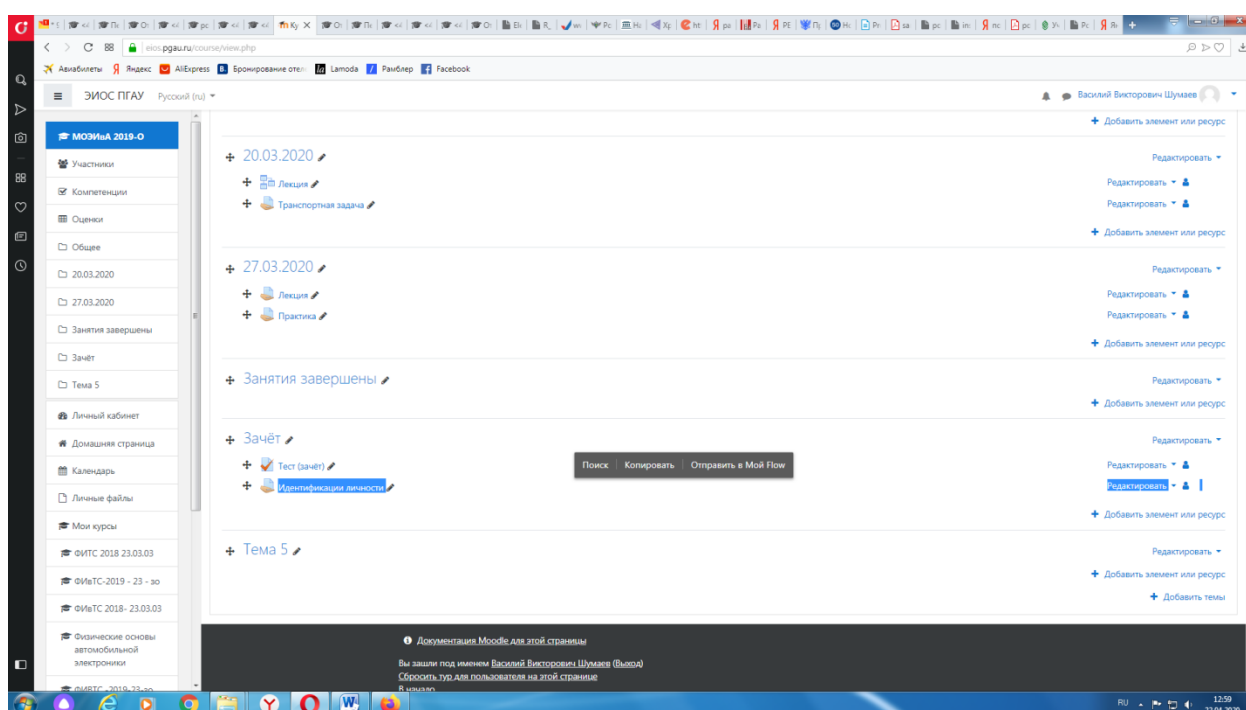 eios.pgau.ru/course/view.php
Авиабилеты Яндекс AliExpress Бронирование отел Lamoda Рамблер Facebook
ЭИОС ПГАУ Русский (ru) Василий Викторович Шумаев
Добавить элемент или ресурс
МОЭИвА 2019-О
Участники
Компетенции
Оценки
Общее
20.03.2020
27.03.2020
Занятия завершены
Зачёт
Тема 5
Личный кабинет
Домашняя страница
Календарь
Личные файлы
Мои курсы
ФИТС 2018 23.03.03
ФИвТС-2019 - 23 - зо
ФИвТС 2018- 23.03.03
Физические основы
автомобильной
электроники
20.03.2020 Редактировать
Лекция Редактировать
Транспортная задача Редактировать
Добавить элемент или ресурс
27.03.2020 Редактировать
Лекция Редактировать
Практика Редактировать
Добавить элемент или ресурс
Занятия завершены Редактировать
Добавить элемент или ресурс
Зачёт Редактировать
Тест (зачёт) Редактировать
Поиск Копировать Отправить в Мой Flow
Идентификации личности Редактировать
Добавить элемент или ресурс
Тема 5 Редактировать
Добавить элемент или ресурс
Добавить темы
Документация Moodle для этой страницы
Вы зашли под именем Василий Викторович Шумаев (Выход)
Сбросить тур для пользователя на этой странице
В начало
RU 12:59